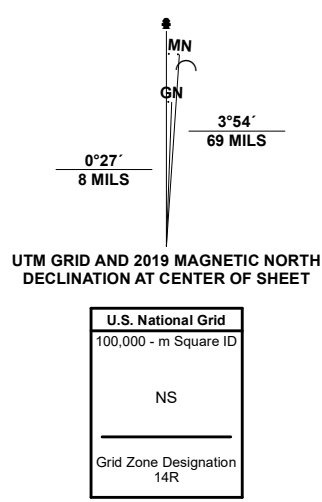 MN
GN
3°54´
69 MILS
0°27´
8 MILS
UTM GRID AND 2019 MAGNETIC NORTH
DECLINATION AT CENTER OF SHEET
U.S. National Grid
100,000 - m Square ID
NS
Grid Zone Designation
14R